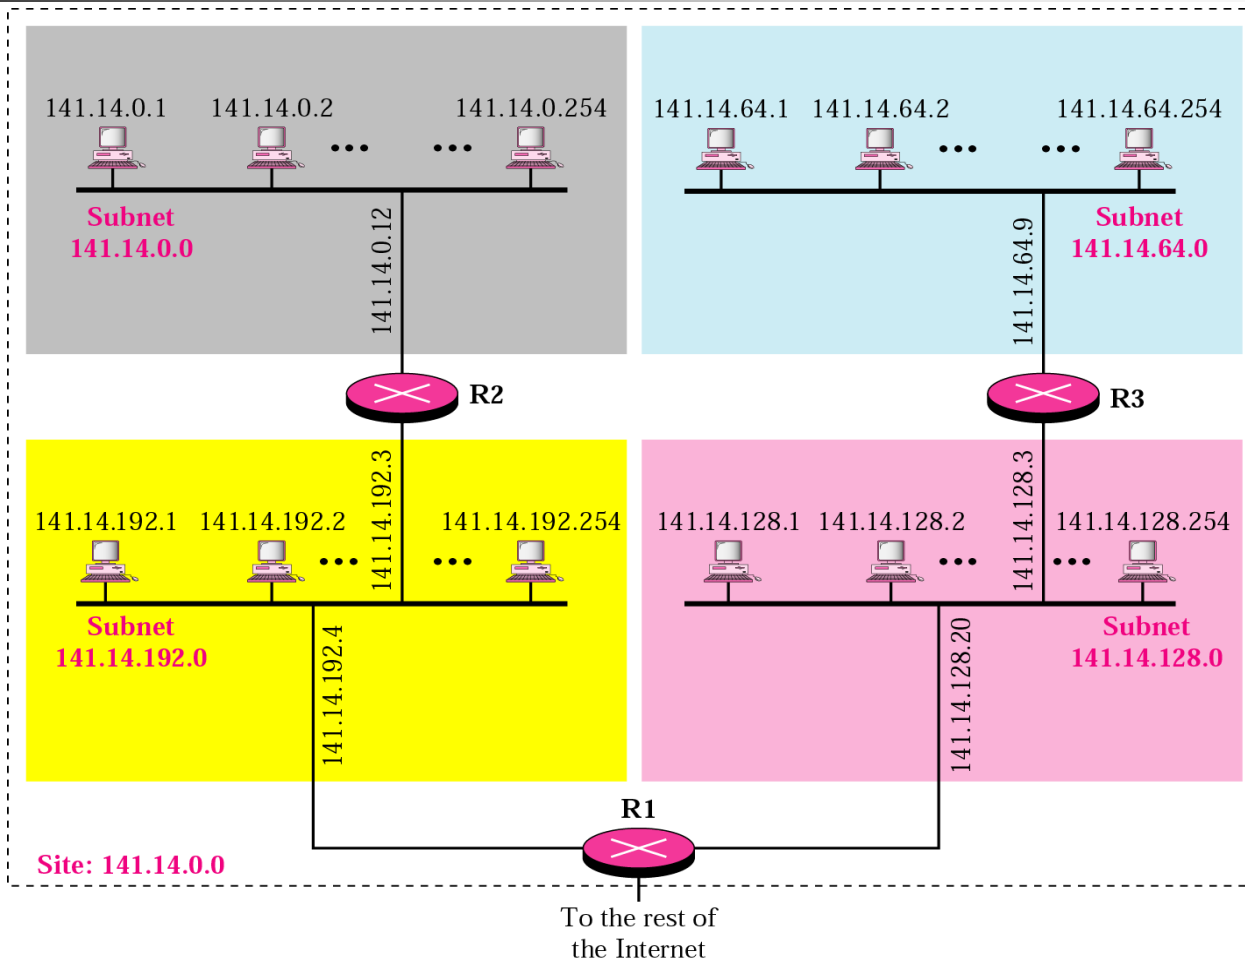 141.14.0.1
141.14.0.2
141.14.0.254
141.14.64.1
141.14.64.2
141.14.64.254
Subnet
141.14.0.0
141.14.0.12
141.14.64.9
Subnet
141.14.64.0
R2
R3
141.14.192.1
141.14.192.2
141.14.192.3
141.14.192.254
141.14.128.1
141.14.128.2
141.14.128.3
141.14.128.254
Subnet
141.14.192.0
141.14.192.4
141.14.128.20
Subnet
141.14.128.0
R1
Site: 141.14.0.0
To the rest of
the Internet